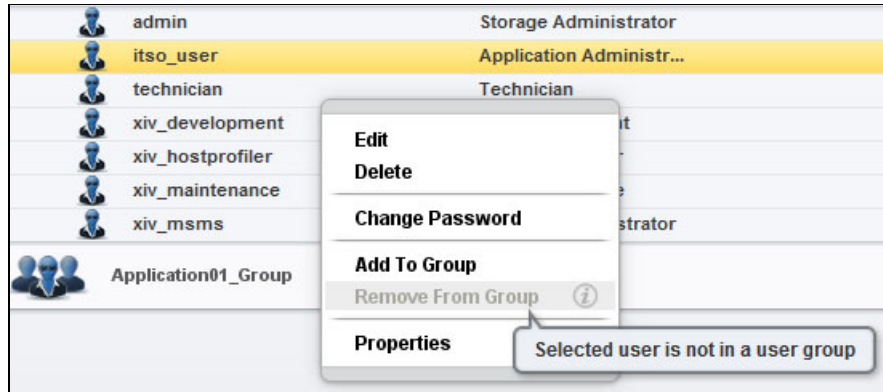 admin Storage Administrator
itso_user Application Administr...
technician Technician
xiv_development nt
xiv_hostprofiler r
xiv_maintenance e
xiv_msms strator
Application01_Group
Edit
Delete
Change Password
Add To Group
Remove From Group i
Properties
Selected user is not in a user group